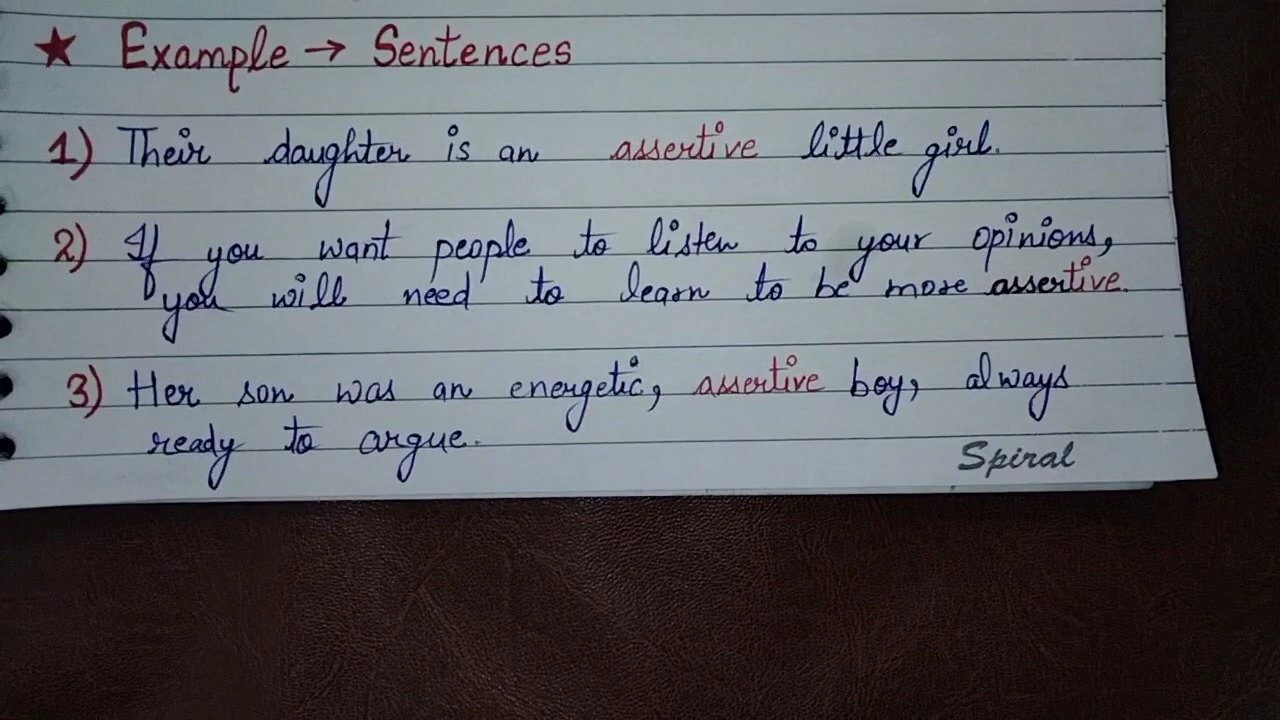 ★ Example → Sentences
1) Their daughter is an assertive little girl.
2) If you want people to listen to your opinions,
you will need to learn to be more assertive.
3) Her son was an energetic, assertive boy, always
ready to argue.
Spiral